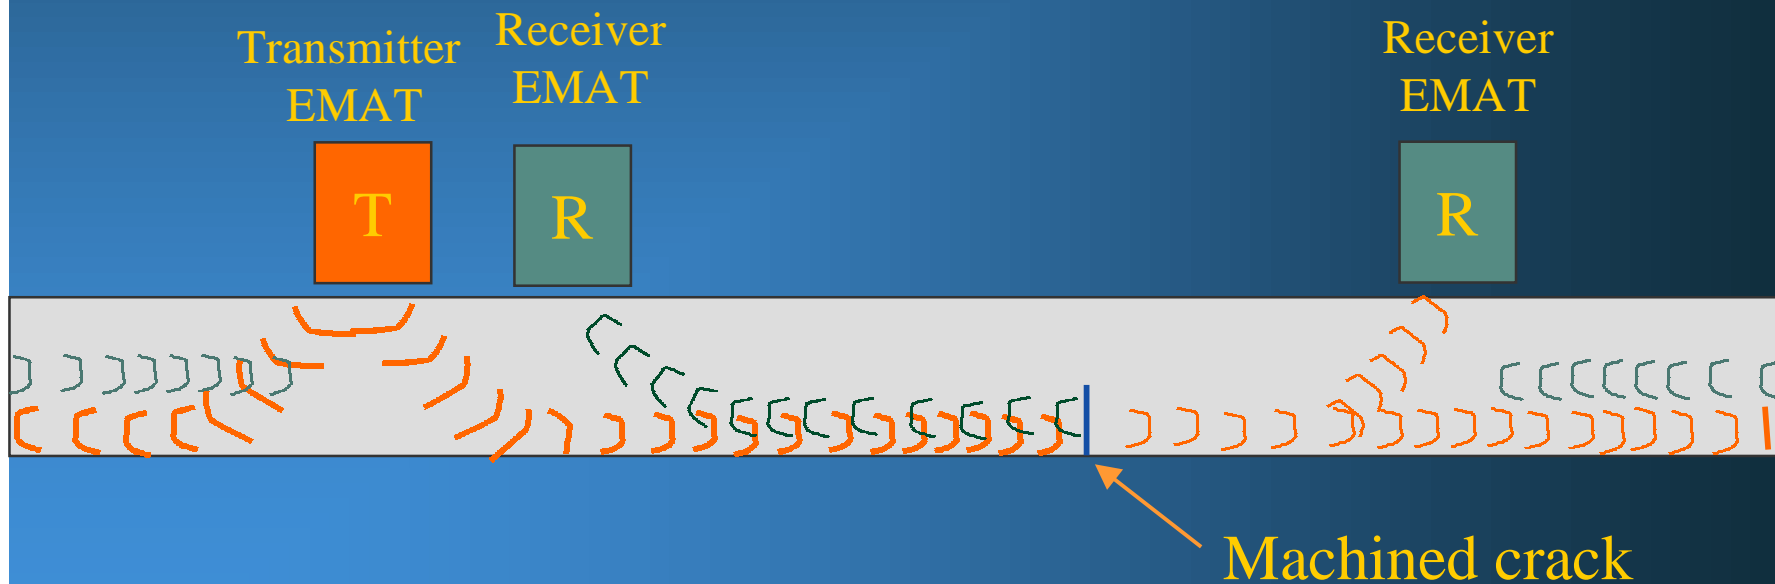 Transmitter
EMAT
Receiver
EMAT
Receiver
EMAT
T
R
R
Machined crack